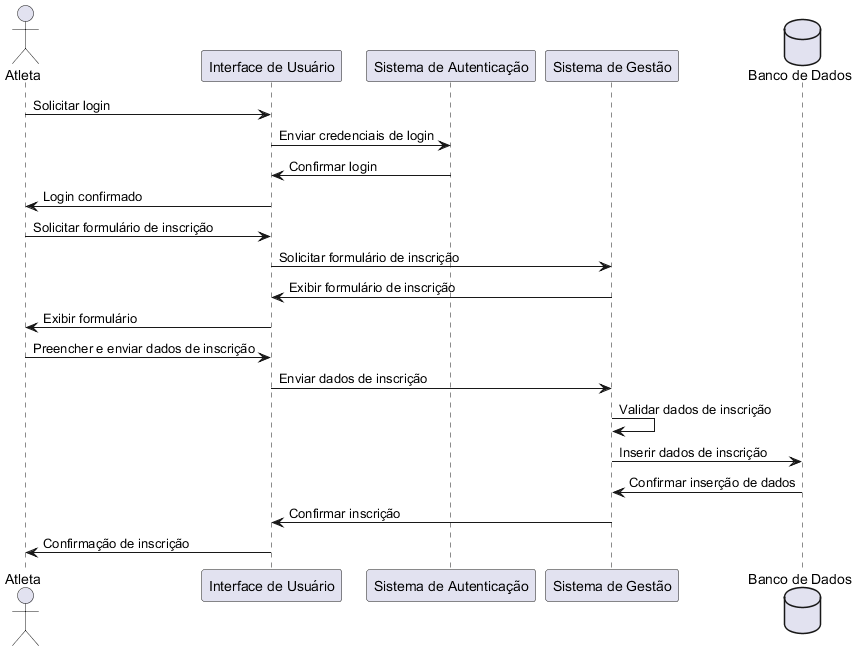 Atleta
Interface de Usuário
Sistema de Autenticação
Sistema de Gestão
Banco de Dados
Solicitar login
Enviar credenciais de login
Confirmar login
Login confirmado
Solicitar formulário de inscrição
Solicitar formulário de inscrição
Exibir formulário de inscrição
Exibir formulário
Preencher e enviar dados de inscrição
Enviar dados de inscrição
Validar dados de inscrição
Inserir dados de inscrição
Confirmar inserção de dados
Confirmar inscrição
Confirmação de inscrição
Atleta
Interface de Usuário
Sistema de Autenticação
Sistema de Gestão
Banco de Dados